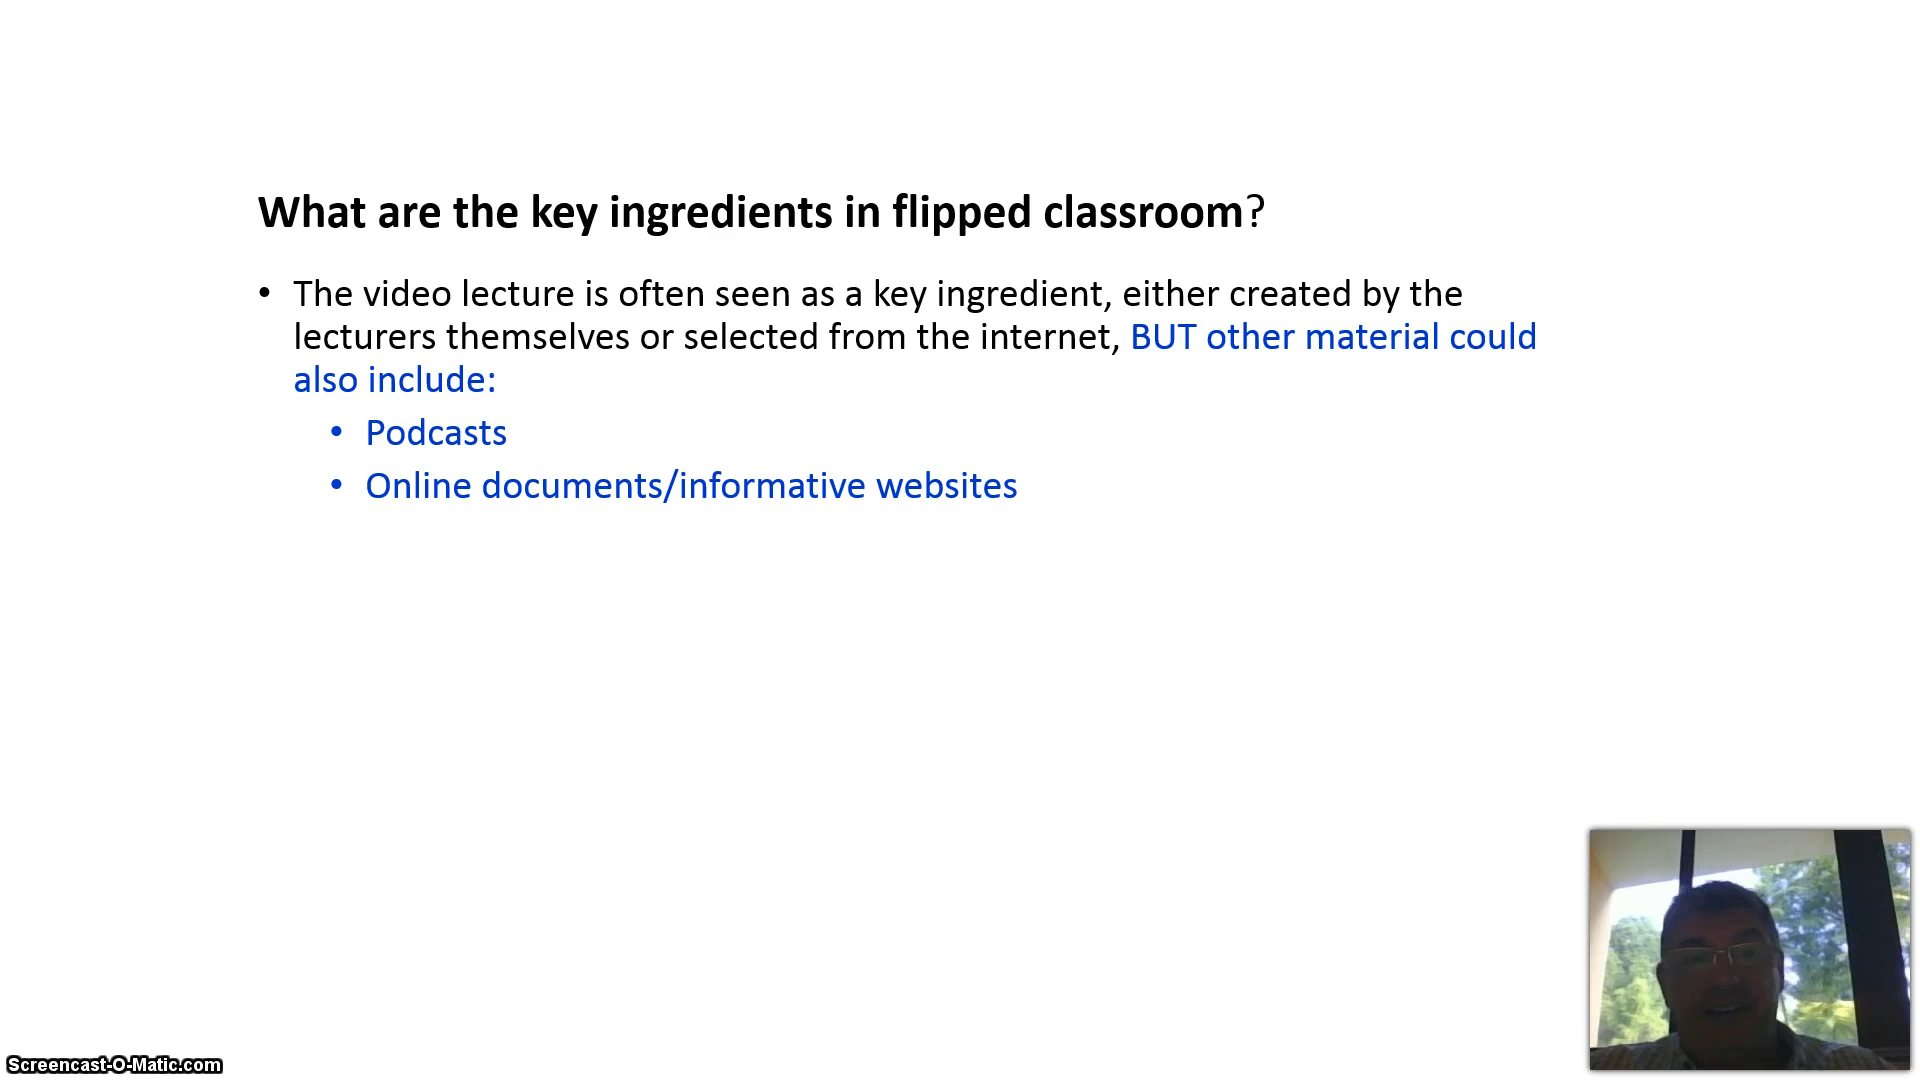 What are the key ingredients in flipped classroom?
• The video lecture is often seen as a key ingredient, either created by the
lecturers themselves or selected from the internet, BUT other material could
also include:
• Podcasts
• Online documents/informative websites
Screencast-O-Matic.com